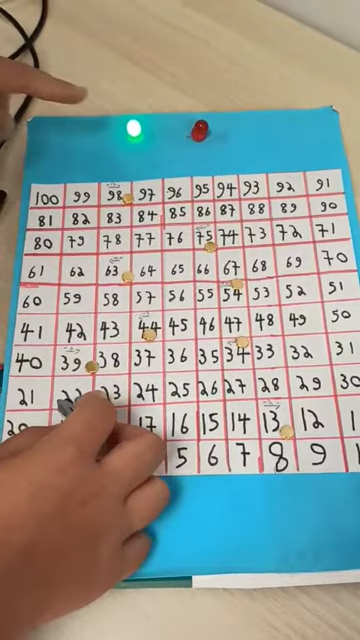 100 99 98 97 96 95 94 93 92 91
81 82 83 84 85 86 87 88 89 90
80 79 78 77 76 75 74 73 72 71
61 62 63 64 65 66 67 68 69 70
60 59 58 57 56 55 54 53 52 51
41 42 43 44 45 46 47 48 49 50
40 39 38 37 36 35 34 33 32 31
21 22 23 24 25 26 27 28 29 30
20 17 16 15 14 13 12 1
5 6 7 8 9 1